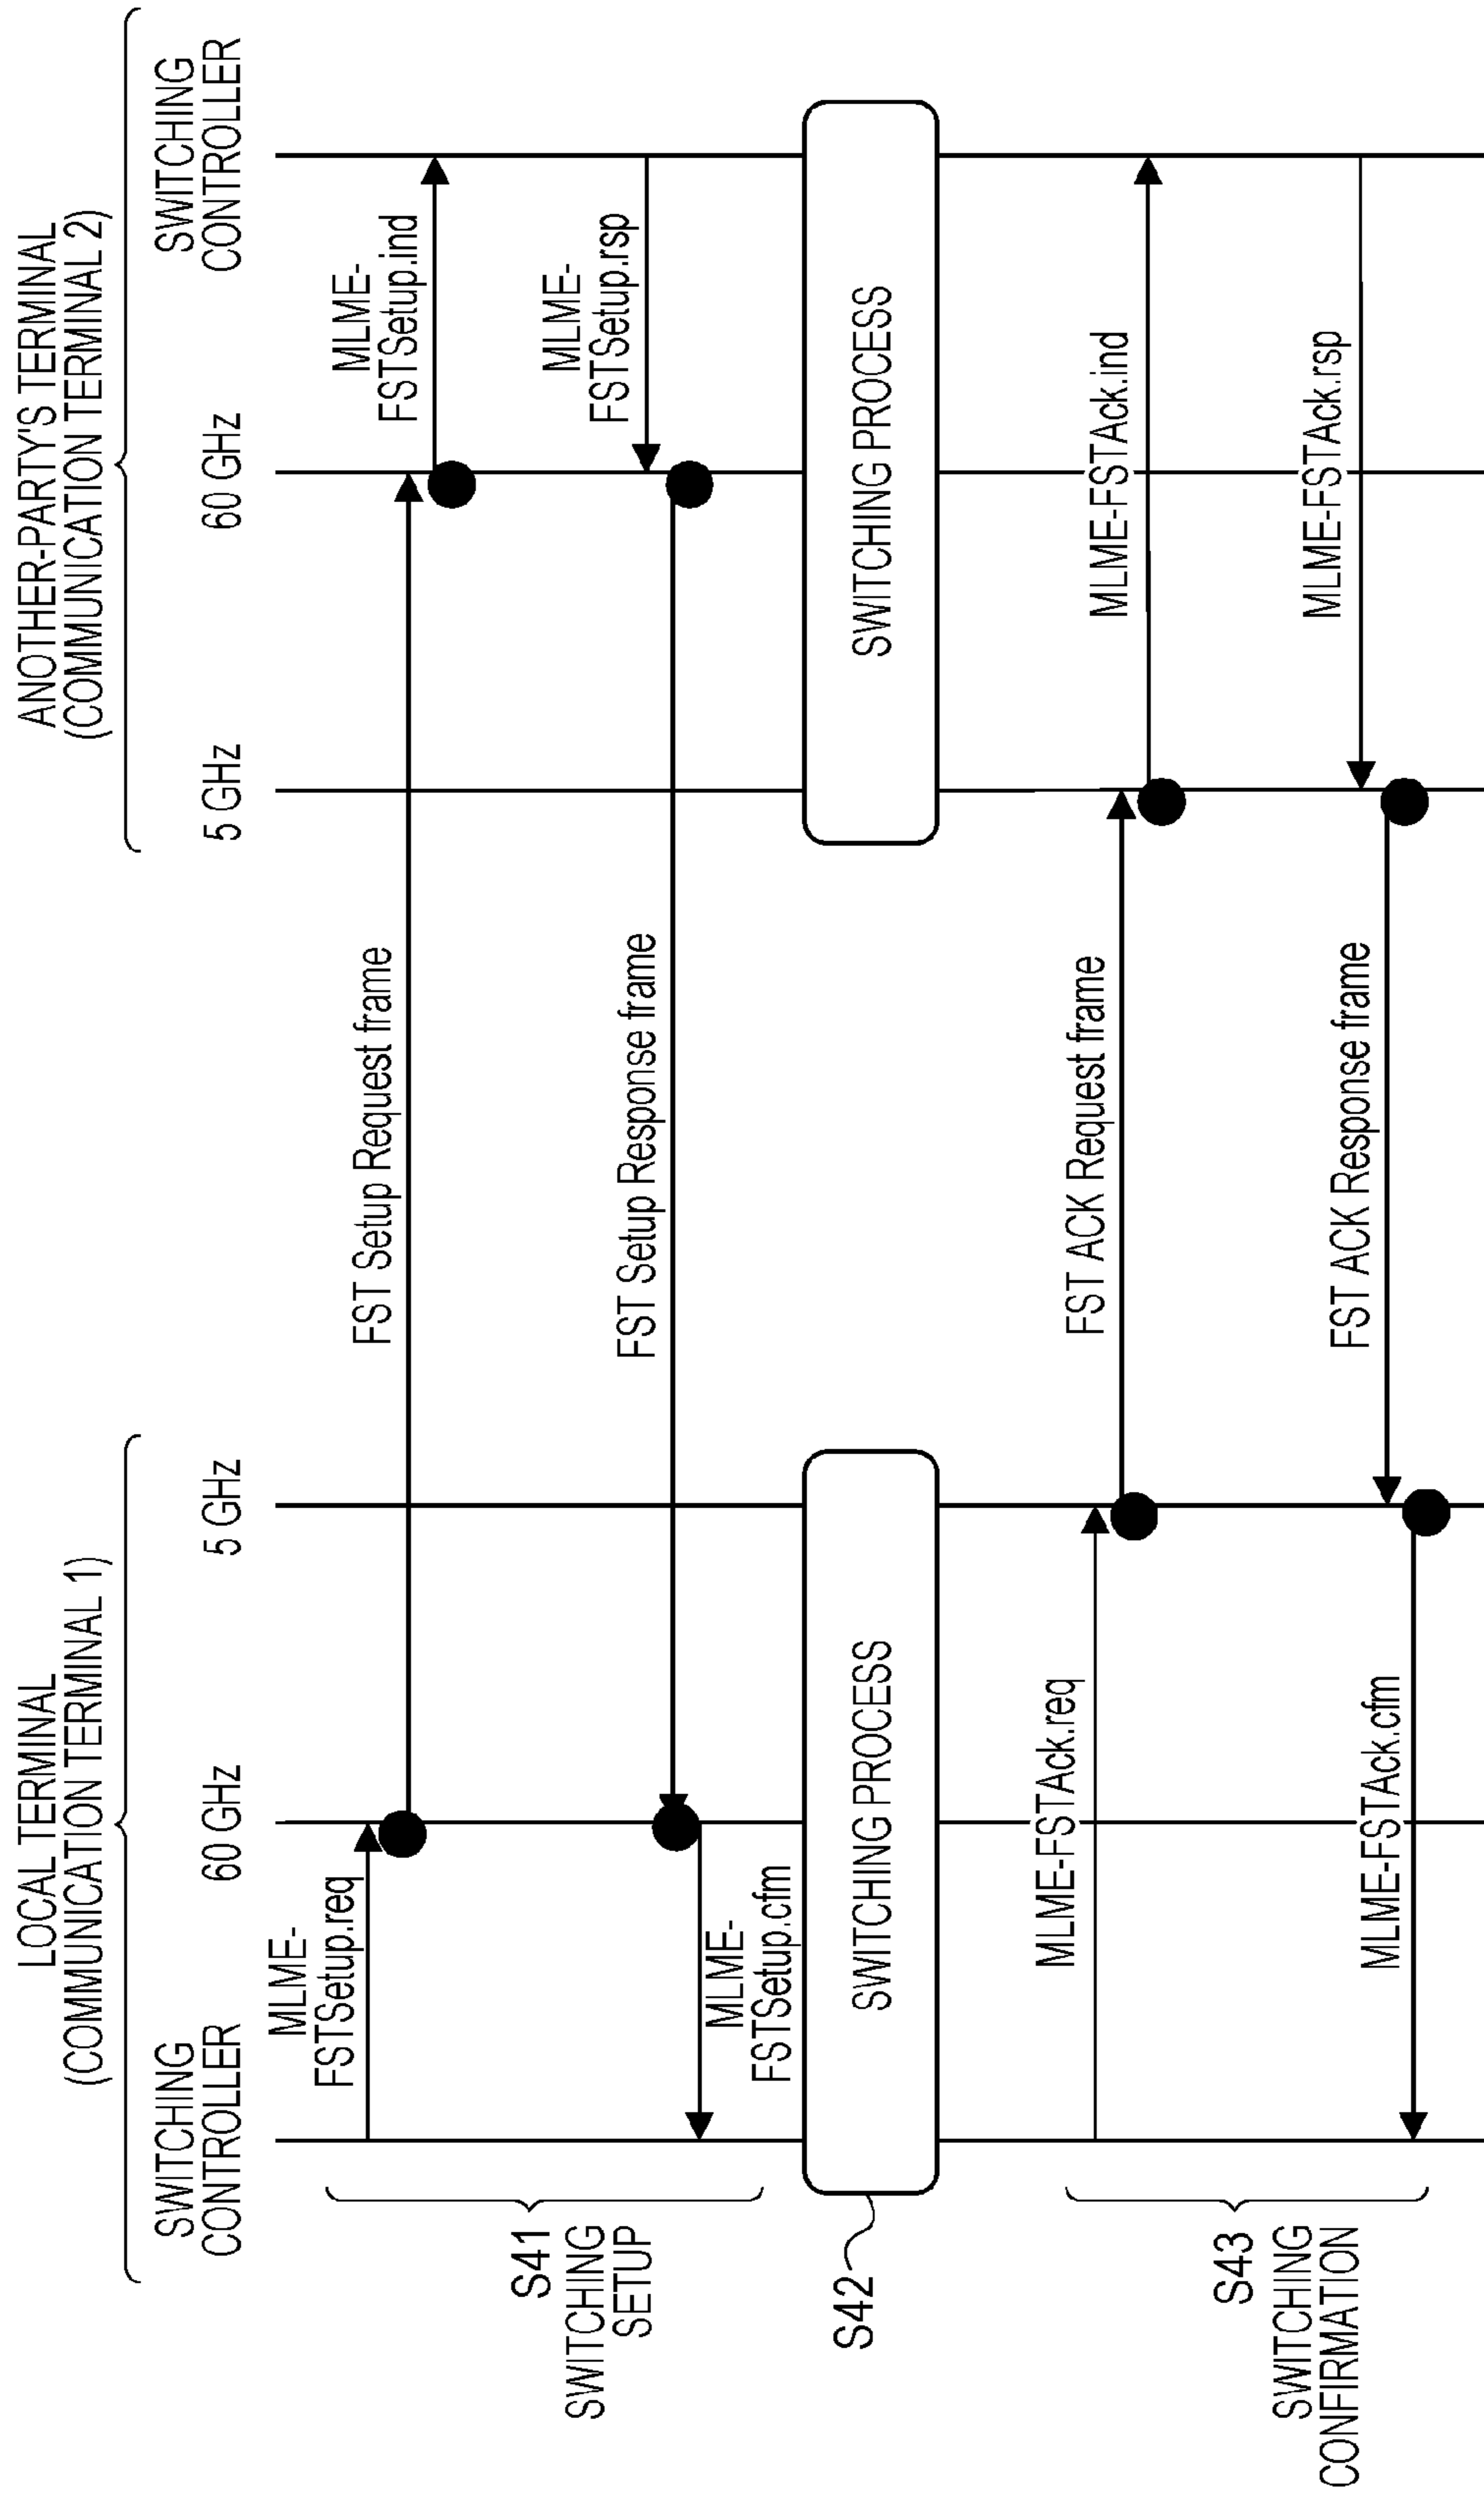 LOCAL TERMINAL
(COMMUNICATION TERMINAL 1)
ANOTHER-PARTY'S TERMINAL
(COMMUNICATION TERMINAL 2)
SWITCHING
CONTROLLER
60 GHz
5 GHz
5 GHz
60 GHz
SWITCHING
CONTROLLER
S41
SWITCHING
SETUP
MLME-
FSTSetup.req
FST Setup Request frame
MLME-
FSTSetup.ind
MLME-
FSTSetup.rsp
FST Setup Response frame
MLME-
FSTSetup.cfm
S42
SWITCHING PROCESS
SWITCHING PROCESS
S43
SWITCHING
CONFIRMATION
MLME-FSTAck.req
FST ACK Request frame
MLME-FSTAck.ind
MLME-FSTAck.rsp
FST ACK Response frame
MLME-FSTAck.cfm